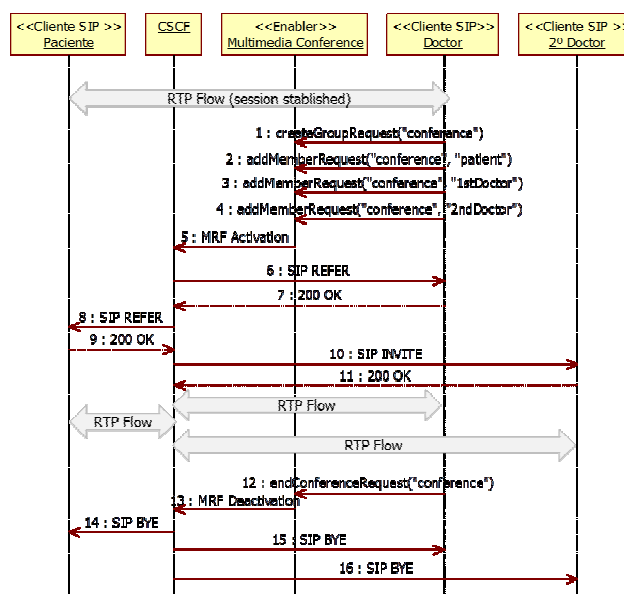 <<Cliente SIP >>
Paciente
CSCF
<<Enabler>>
Multimedia Conference
<<Cliente SIP>>
Doctor
<<Cliente SIP >>
2º Doctor
RTP Flow (session stablished)
1 : createGroupRequest("conference")
2 : addMemberRequest("conference", "patient")
3 : addMemberRequest("conference", "1stDoctor")
4 : addMemberRequest("conference", "2ndDoctor")
5 : MRF Activation
6 : SIP REFER
7 : 200 OK
8 : SIP REFER
9 : 200 OK
10 : SIP INVITE
11 : 200 OK
RTP Flow
RTP Flow
RTP Flow
12 : endConferenceRequest("conference")
13 : MRF Deactivation
14 : SIP BYE
15 : SIP BYE
16 : SIP BYE